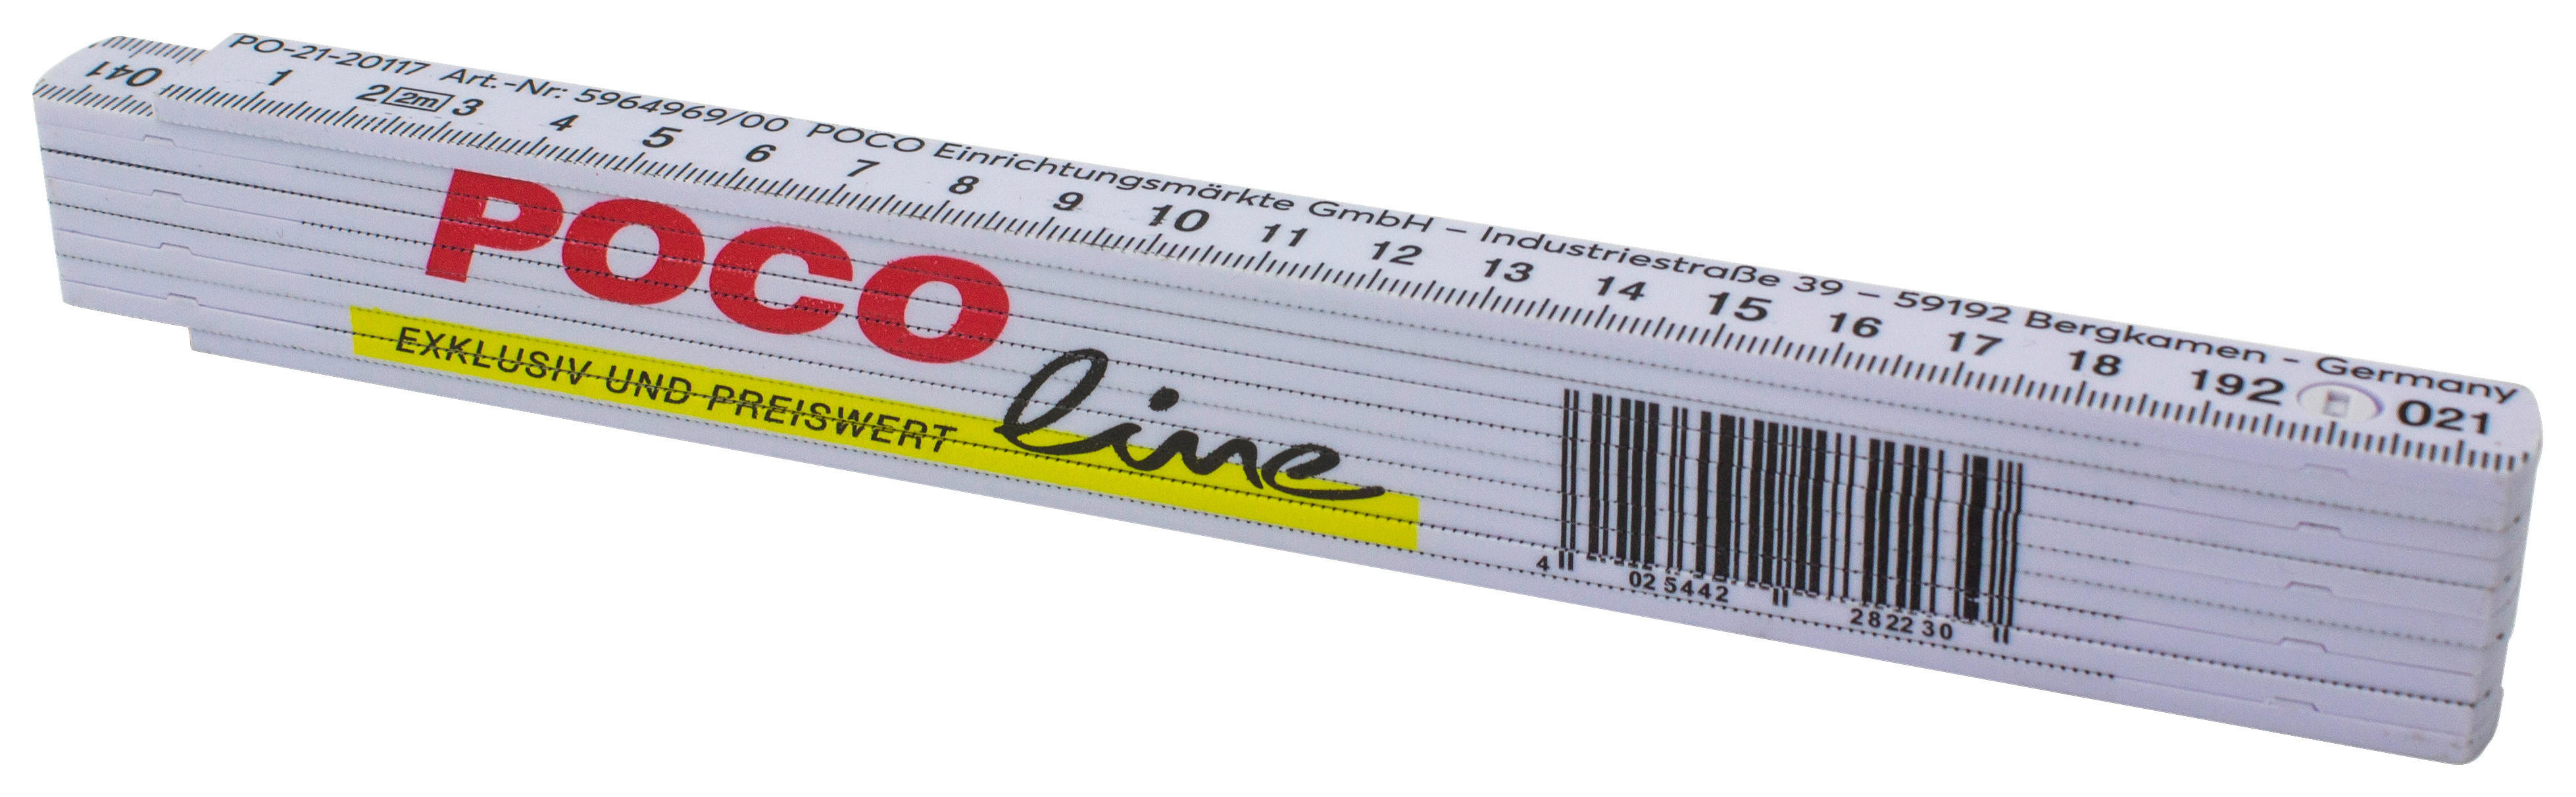 PO-21-20117 Art.-Nr: 5964969/00 POCO Einrichtungsmärkte GmbH – Industriestraße 39 – 59192 Bergkamen - Germany
041 1 2 2m 3 4 5 6 7 8 9 10 11 12 13 14 15 16 17 18 192 021
POCO
line
EXKLUSIV UND PREISWERT
4 025442 282230